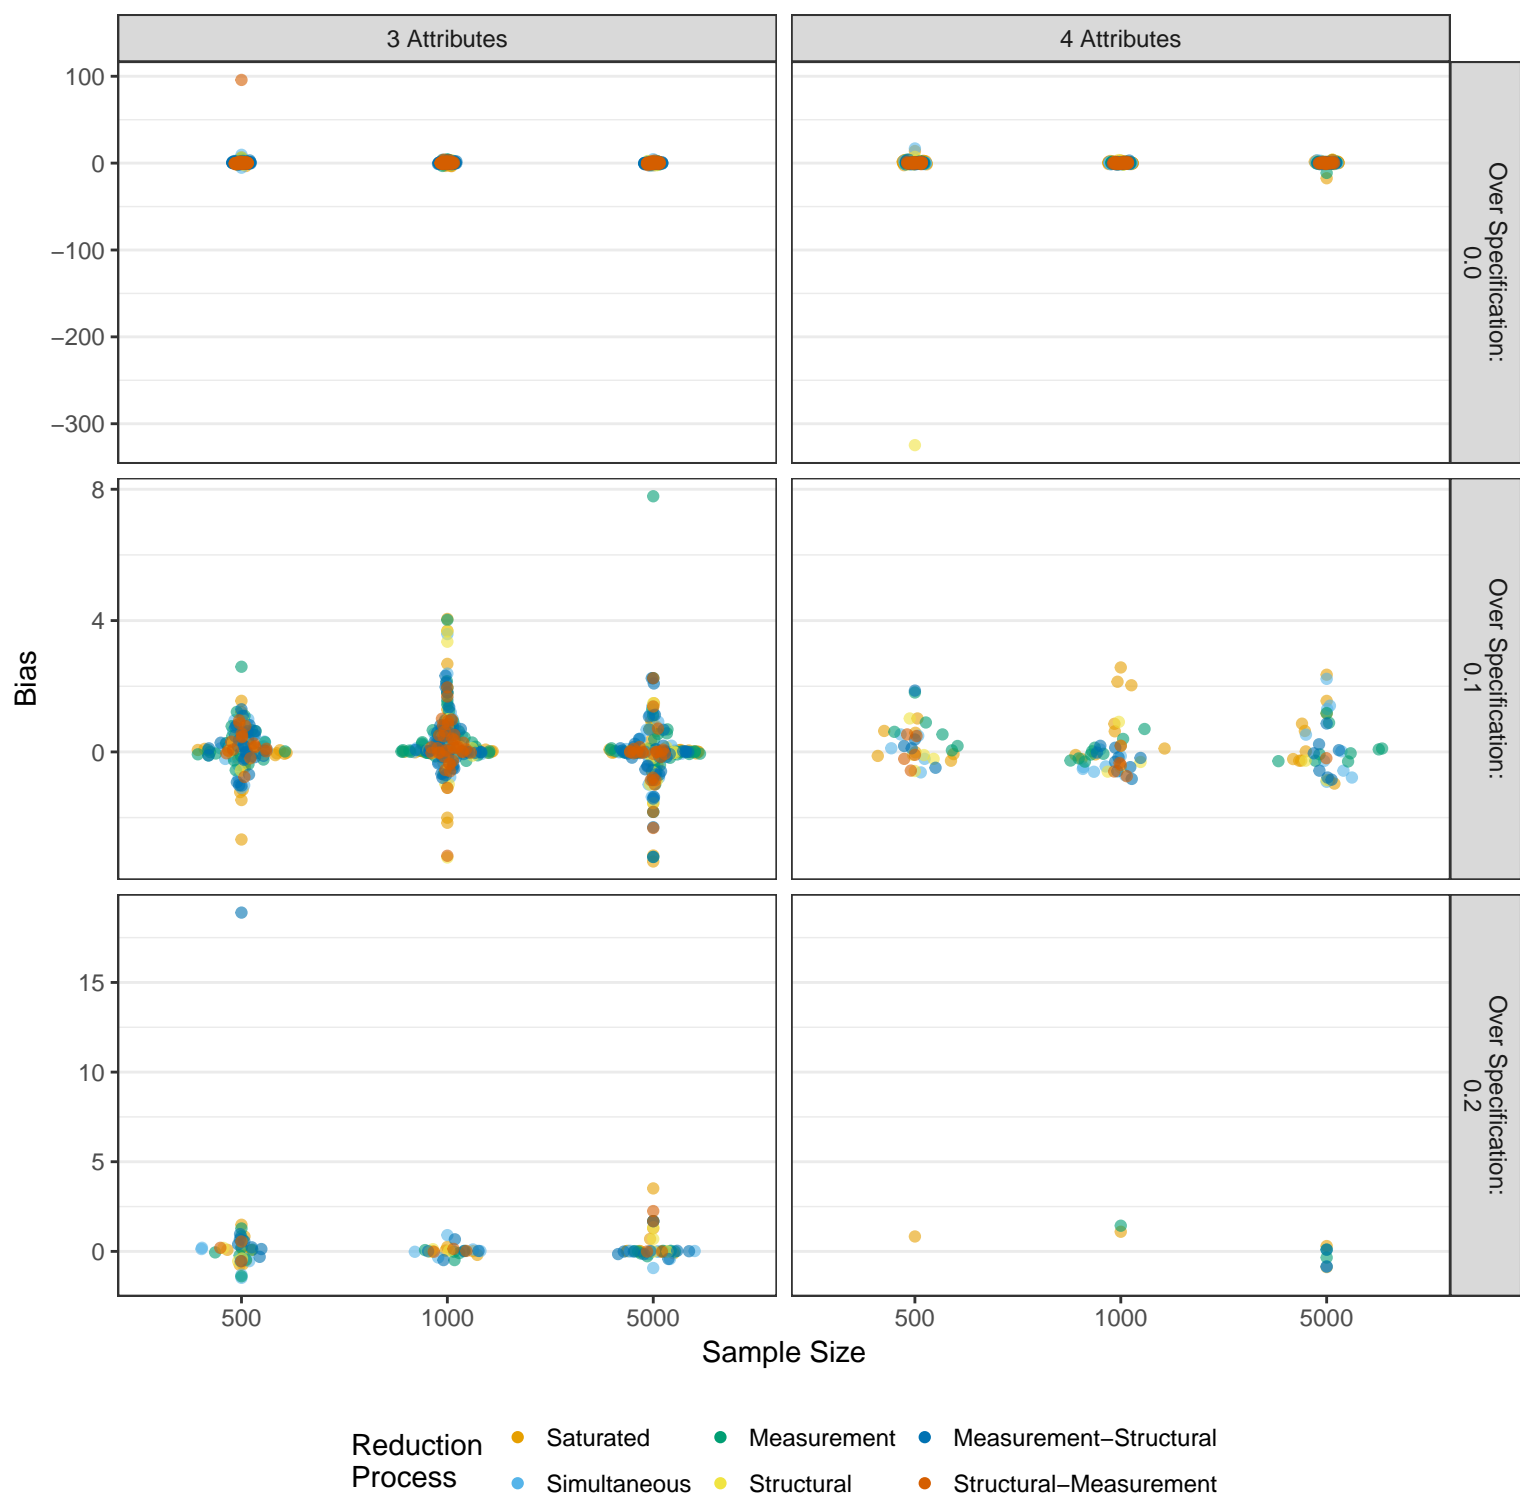 3 Attributes
4 Attributes
100
0
−100
−200
−300
Over Specification:
0.0
8
4
0
Over Specification:
0.1
Bias
15
10
5
0
Over Specification:
0.2
500
1000
5000
500
1000
5000
Sample Size
Reduction
Process
Saturated
Measurement
Measurement−Structural
Simultaneous
Structural
Structural−Measurement